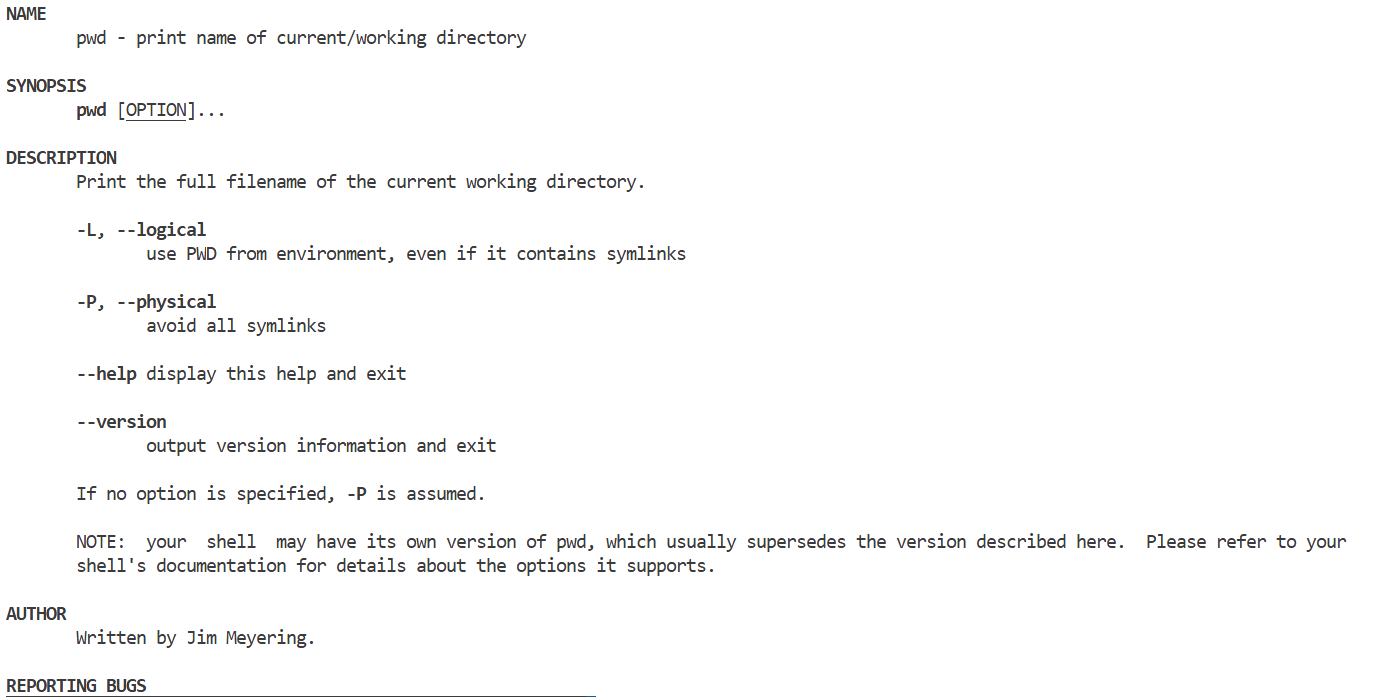 NAME
pwd - print name of current/working directory
SYNOPSIS
pwd [OPTION]...
DESCRIPTION
Print the full filename of the current working directory.
-L, --logical
use PWD from environment, even if it contains symlinks
-P, --physical
avoid all symlinks
--help display this help and exit
--version
output version information and exit
If no option is specified, -P is assumed.
NOTE:  your  shell  may have its own version of pwd, which usually supersedes the version described here.  Please refer to your
shell's documentation for details about the options it supports.
AUTHOR
Written by Jim Meyering.
REPORTING BUGS